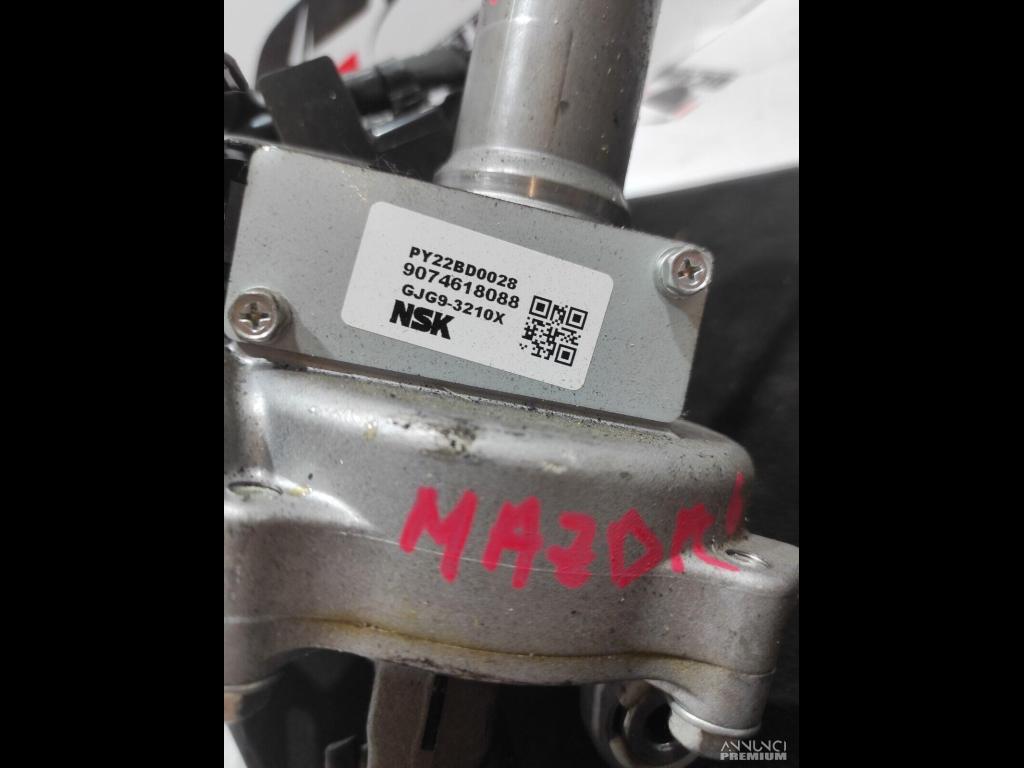 PY22BD0028
9074618088
GJG9-3210X
NSK
MAZDA
ANNUNCI
PREMIUM